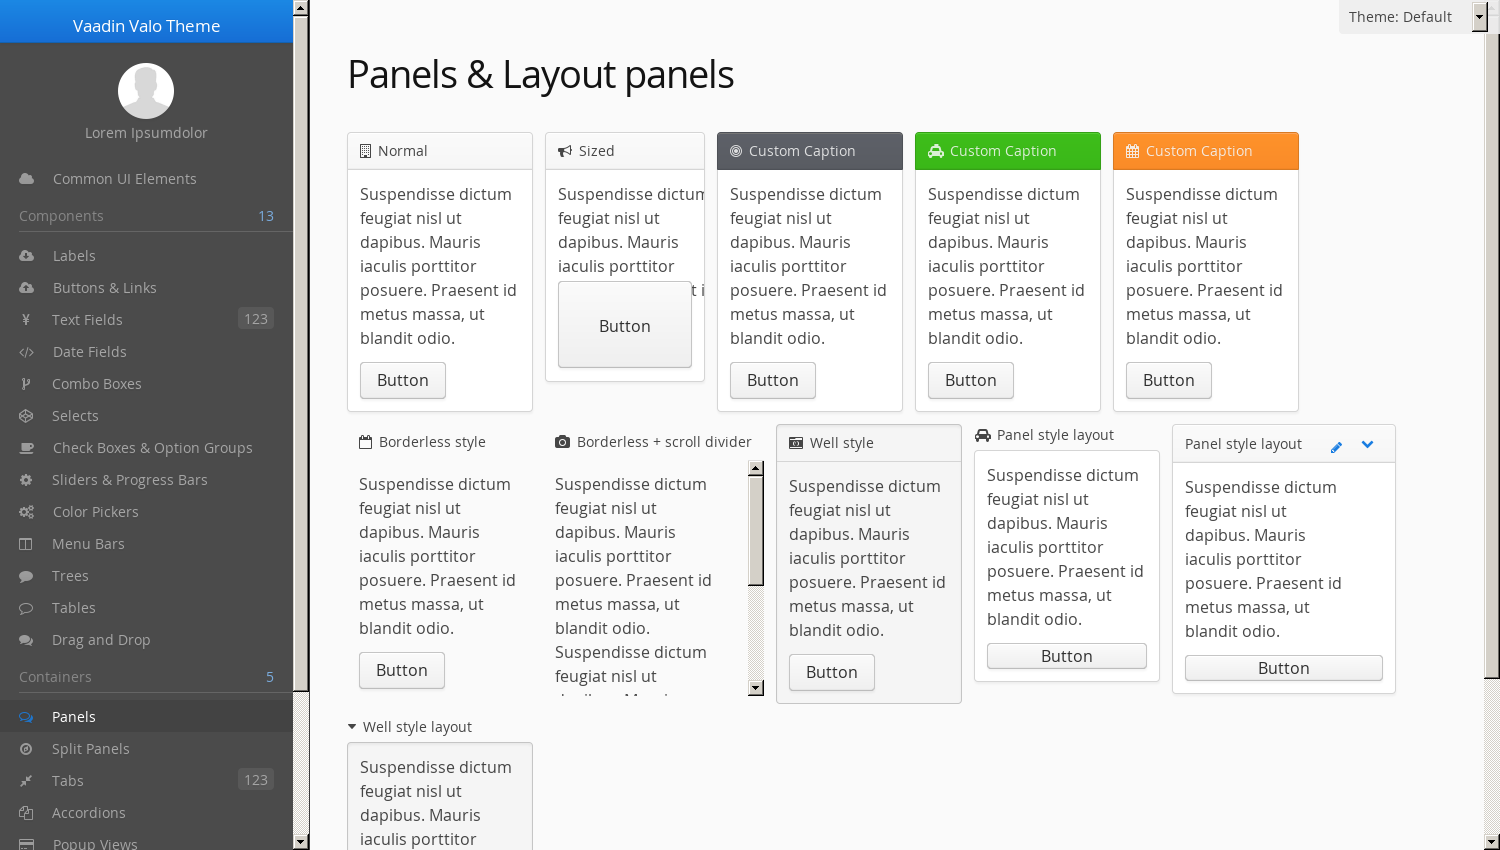 Vaadin Valo Theme
Lorem Ipsumdolor
Common UI Elements
Components 13
Labels
Buttons & Links
Text Fields 123
Date Fields
Combo Boxes
Selects
Check Boxes & Option Groups
Sliders & Progress Bars
Color Pickers
Menu Bars
Trees
Tables
Drag and Drop
Containers 5
Panels
Split Panels
Tabs 123
Accordions
Popup Views
Theme: Default
Panels & Layout panels
Normal
Suspendisse dictum
feugiat nisl ut
dapibus. Mauris
iaculis porttitor
posuere. Praesent id
metus massa, ut
blandit odio.
Button
Sized
Suspendisse dictum
feugiat nisl ut
dapibus. Mauris
iaculis porttitor
Button
Custom Caption
Suspendisse dictum
feugiat nisl ut
dapibus. Mauris
iaculis porttitor
posuere. Praesent id
metus massa, ut
blandit odio.
Button
Custom Caption
Suspendisse dictum
feugiat nisl ut
dapibus. Mauris
iaculis porttitor
posuere. Praesent id
metus massa, ut
blandit odio.
Button
Custom Caption
Suspendisse dictum
feugiat nisl ut
dapibus. Mauris
iaculis porttitor
posuere. Praesent id
metus massa, ut
blandit odio.
Button
Borderless style
Suspendisse dictum
feugiat nisl ut
dapibus. Mauris
iaculis porttitor
posuere. Praesent id
metus massa, ut
blandit odio.
Button
Borderless + scroll divider
Suspendisse dictum
feugiat nisl ut
dapibus. Mauris
iaculis porttitor
posuere. Praesent id
metus massa, ut
blandit odio.
Suspendisse dictum
feugiat nisl ut
Well style
Suspendisse dictum
feugiat nisl ut
dapibus. Mauris
iaculis porttitor
posuere. Praesent id
metus massa, ut
blandit odio.
Button
Panel style layout
Suspendisse dictum
feugiat nisl ut
dapibus. Mauris
iaculis porttitor
posuere. Praesent id
metus massa, ut
blandit odio.
Button
Panel style layout
Suspendisse dictum
feugiat nisl ut
dapibus. Mauris
iaculis porttitor
posuere. Praesent id
metus massa, ut
blandit odio.
Button
Well style layout
Suspendisse dictum
feugiat nisl ut
dapibus. Mauris
iaculis porttitor